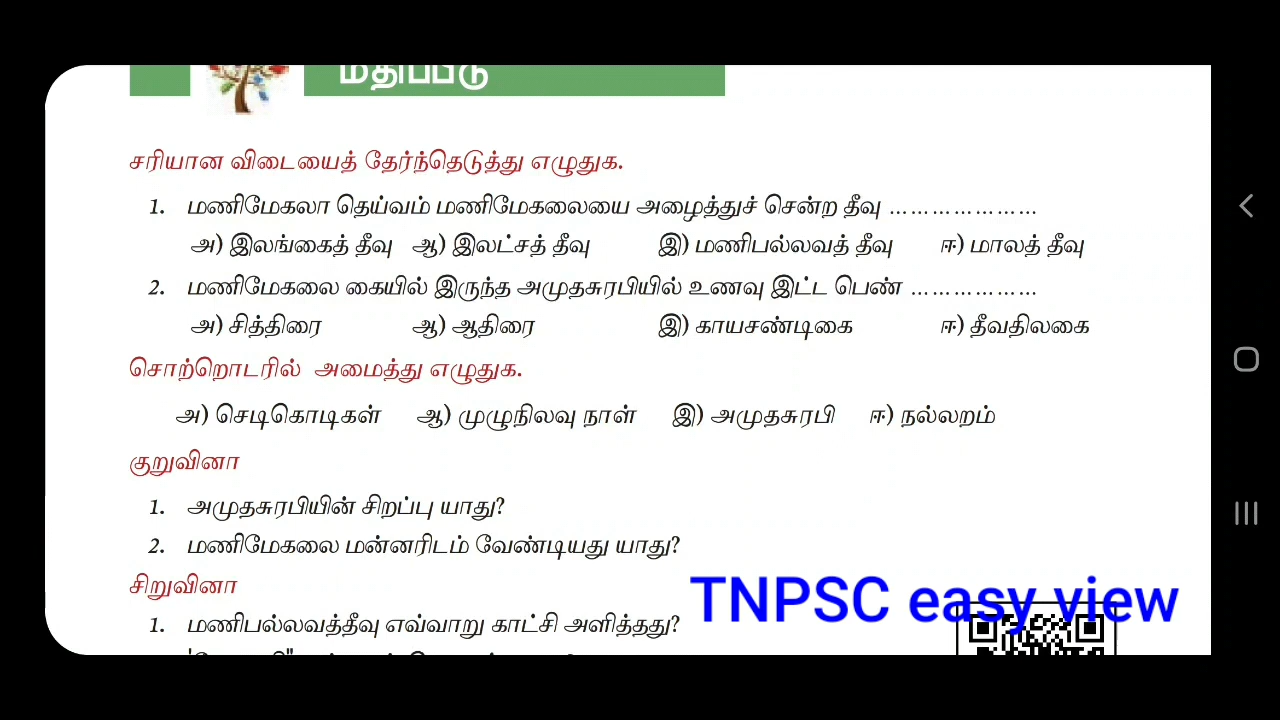 மதிப்பீடு
சரியான விடையைத் தேர்ந்தெடுத்து எழுதுக.
1. மணிமேகலா தெய்வம் மணிமேகலையை அழைத்துச் சென்ற தீவு .....................
அ) இலங்கைத் தீவு ஆ) இலட்சத் தீவு இ) மணிபல்லவத் தீவு ஈ) மாலத் தீவு
2. மணிமேகலை கையில் இருந்த அமுதசுரபியில் உணவு இட்ட பெண் ..................
அ) சித்திரை ஆ) ஆதிரை இ) காயசண்டிகை ஈ) தீவதிலகை
சொற்றொடரில் அமைத்து எழுதுக.
அ) செடிகொடிகள் ஆ) முழுநிலவு நாள் இ) அமுதசுரபி ஈ) நல்லறம்
குறுவினா
1. அமுதசுரபியின் சிறப்பு யாது?
2. மணிமேகலை மன்னரிடம் வேண்டியது யாது?
சிறுவினா
1. மணிபல்லவத்தீவு எவ்வாறு காட்சி அளித்தது?
TNPSC easy view